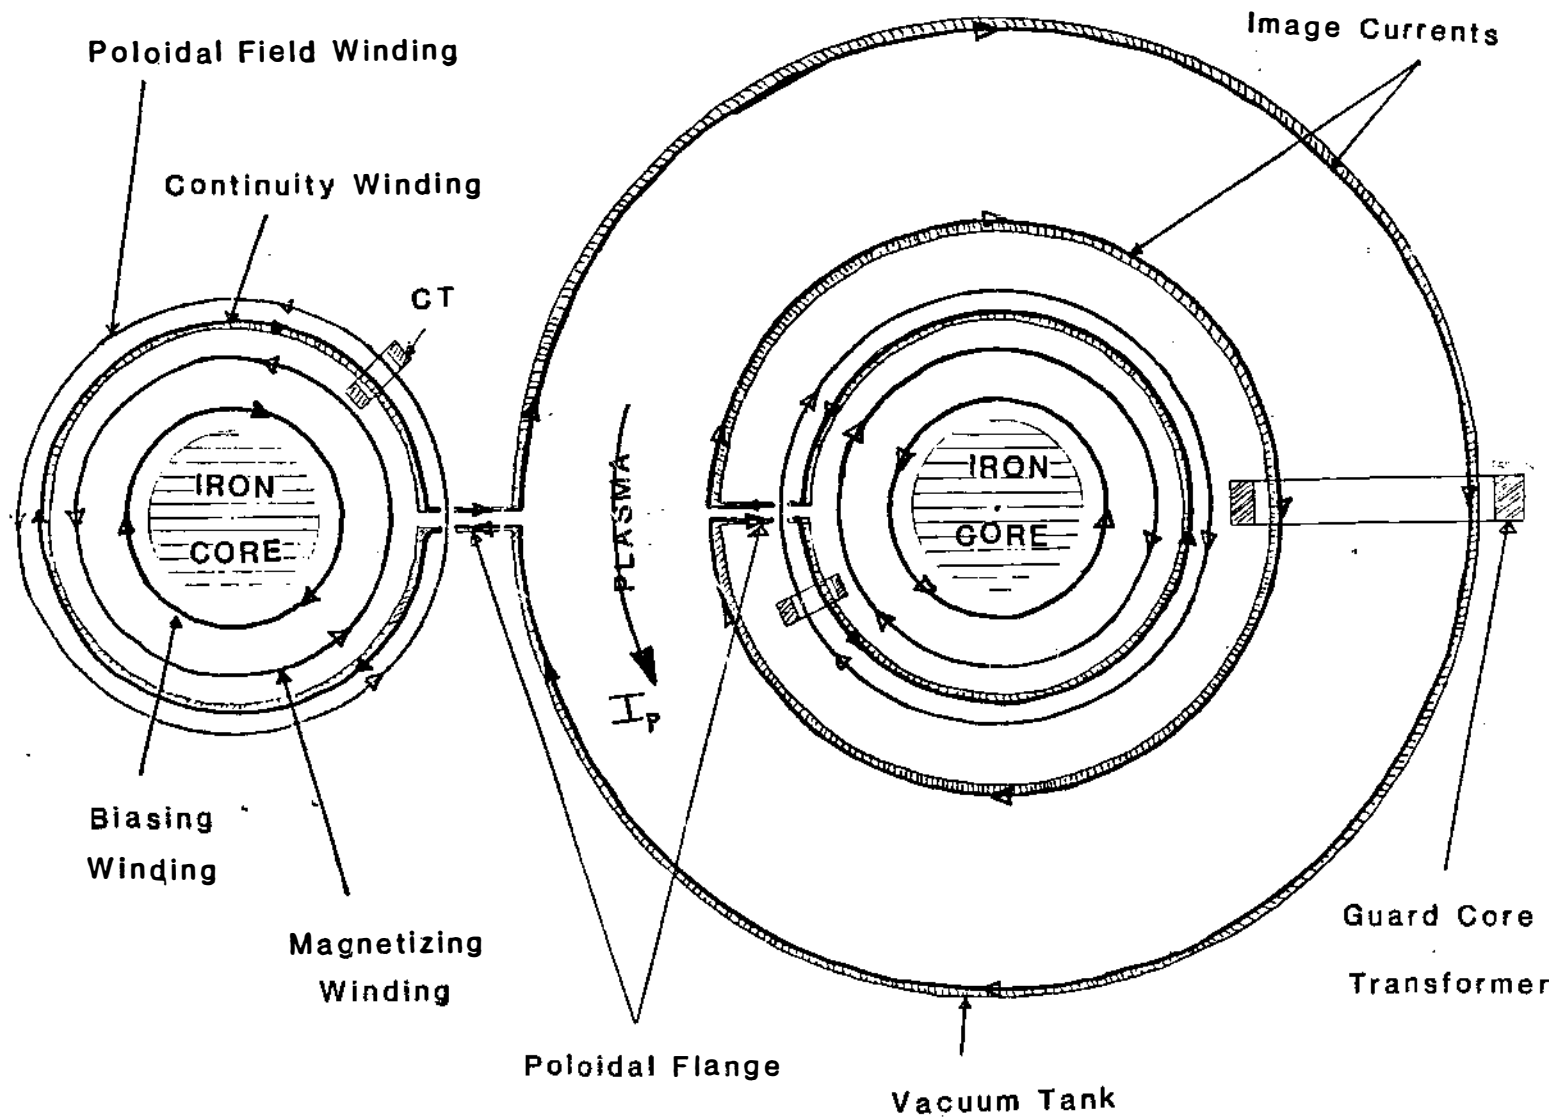 Image Currents
Poloidal Field Winding
Continuity Winding
CT
IRON
CORE
PLASMA
I_P
IRON
CORE
Biasing
Winding
Magnetizing
Winding
Guard Core
Transformer
Poloidal Flange
Vacuum Tank